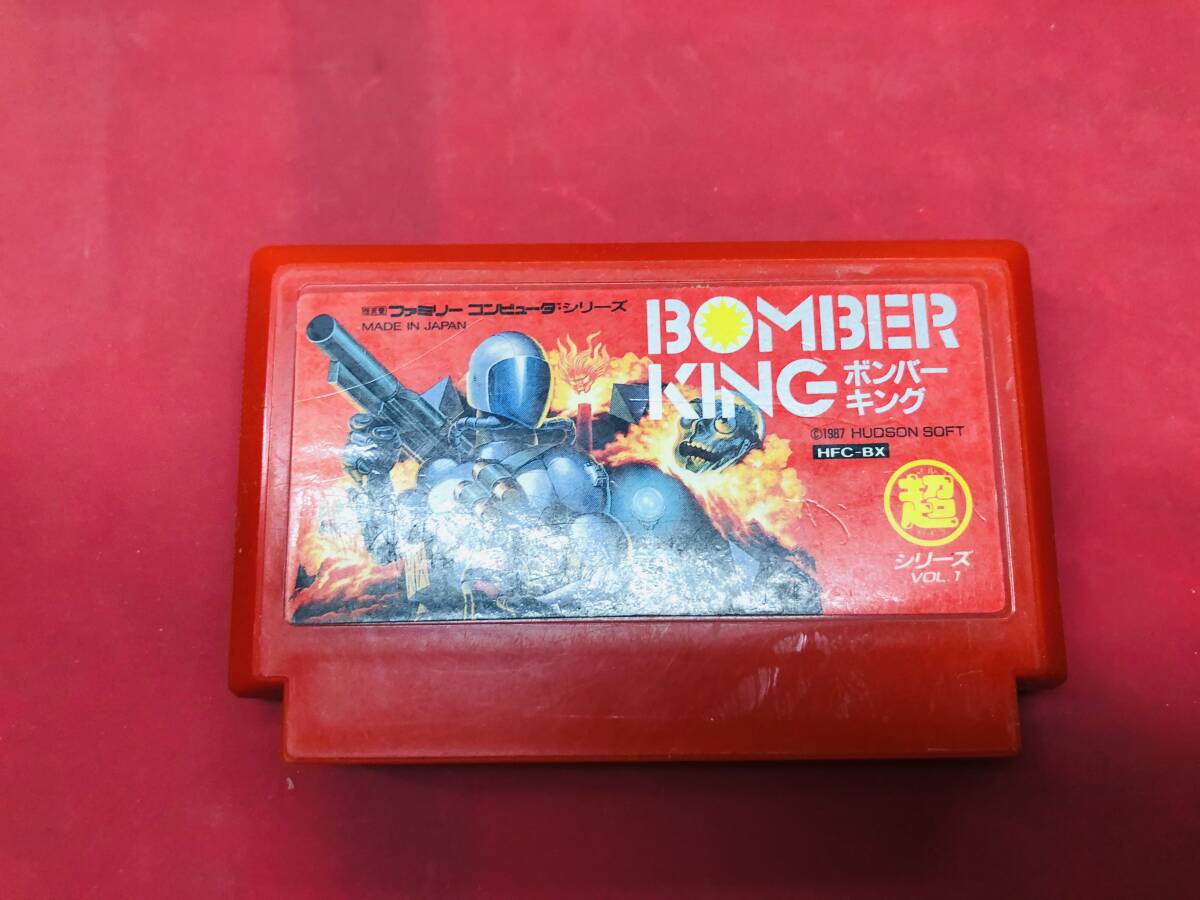 ファミリー コンピュータ・シリーズ
MADE IN JAPAN
BOMBER
KING
ボンバー
キング
©1987 HUDSON SOFT
HFC-BX
超
シリーズ
VOL. 1